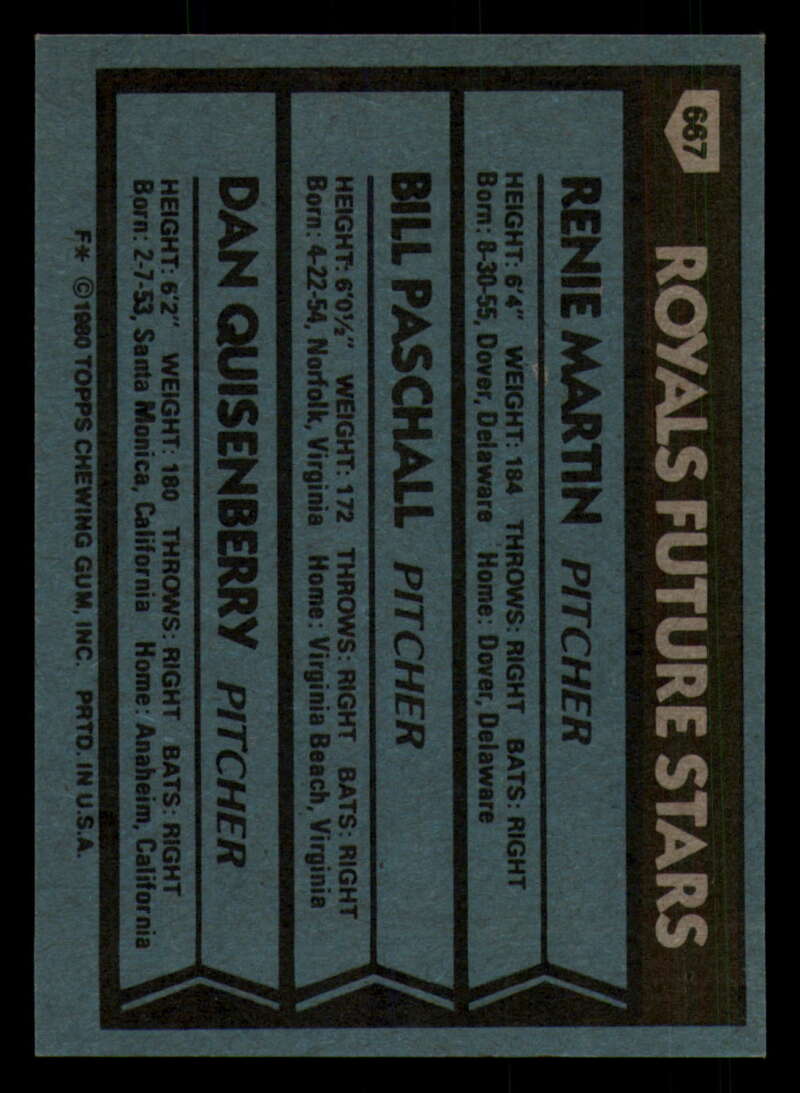 667
ROYALS FUTURE STARS
RENIE MARTIN PITCHER
HEIGHT: 6'4" WEIGHT: 184 THROWS: RIGHT BATS: RIGHT
Born: 8-30-55, Dover, Delaware Home: Dover, Delaware
BILL PASCHALL PITCHER
HEIGHT: 6'0½" WEIGHT: 172 THROWS: RIGHT BATS: RIGHT
Born: 4-22-54, Norfolk, Virginia Home: Virginia Beach, Virginia
DAN QUISENBERRY PITCHER
HEIGHT: 6'2" WEIGHT: 180 THROWS: RIGHT BATS: RIGHT
Born: 2-7-53, Santa Monica, California Home: Anaheim, California
F* ©1980 TOPPS CHEWING GUM, INC. PRTD. IN U.S.A.